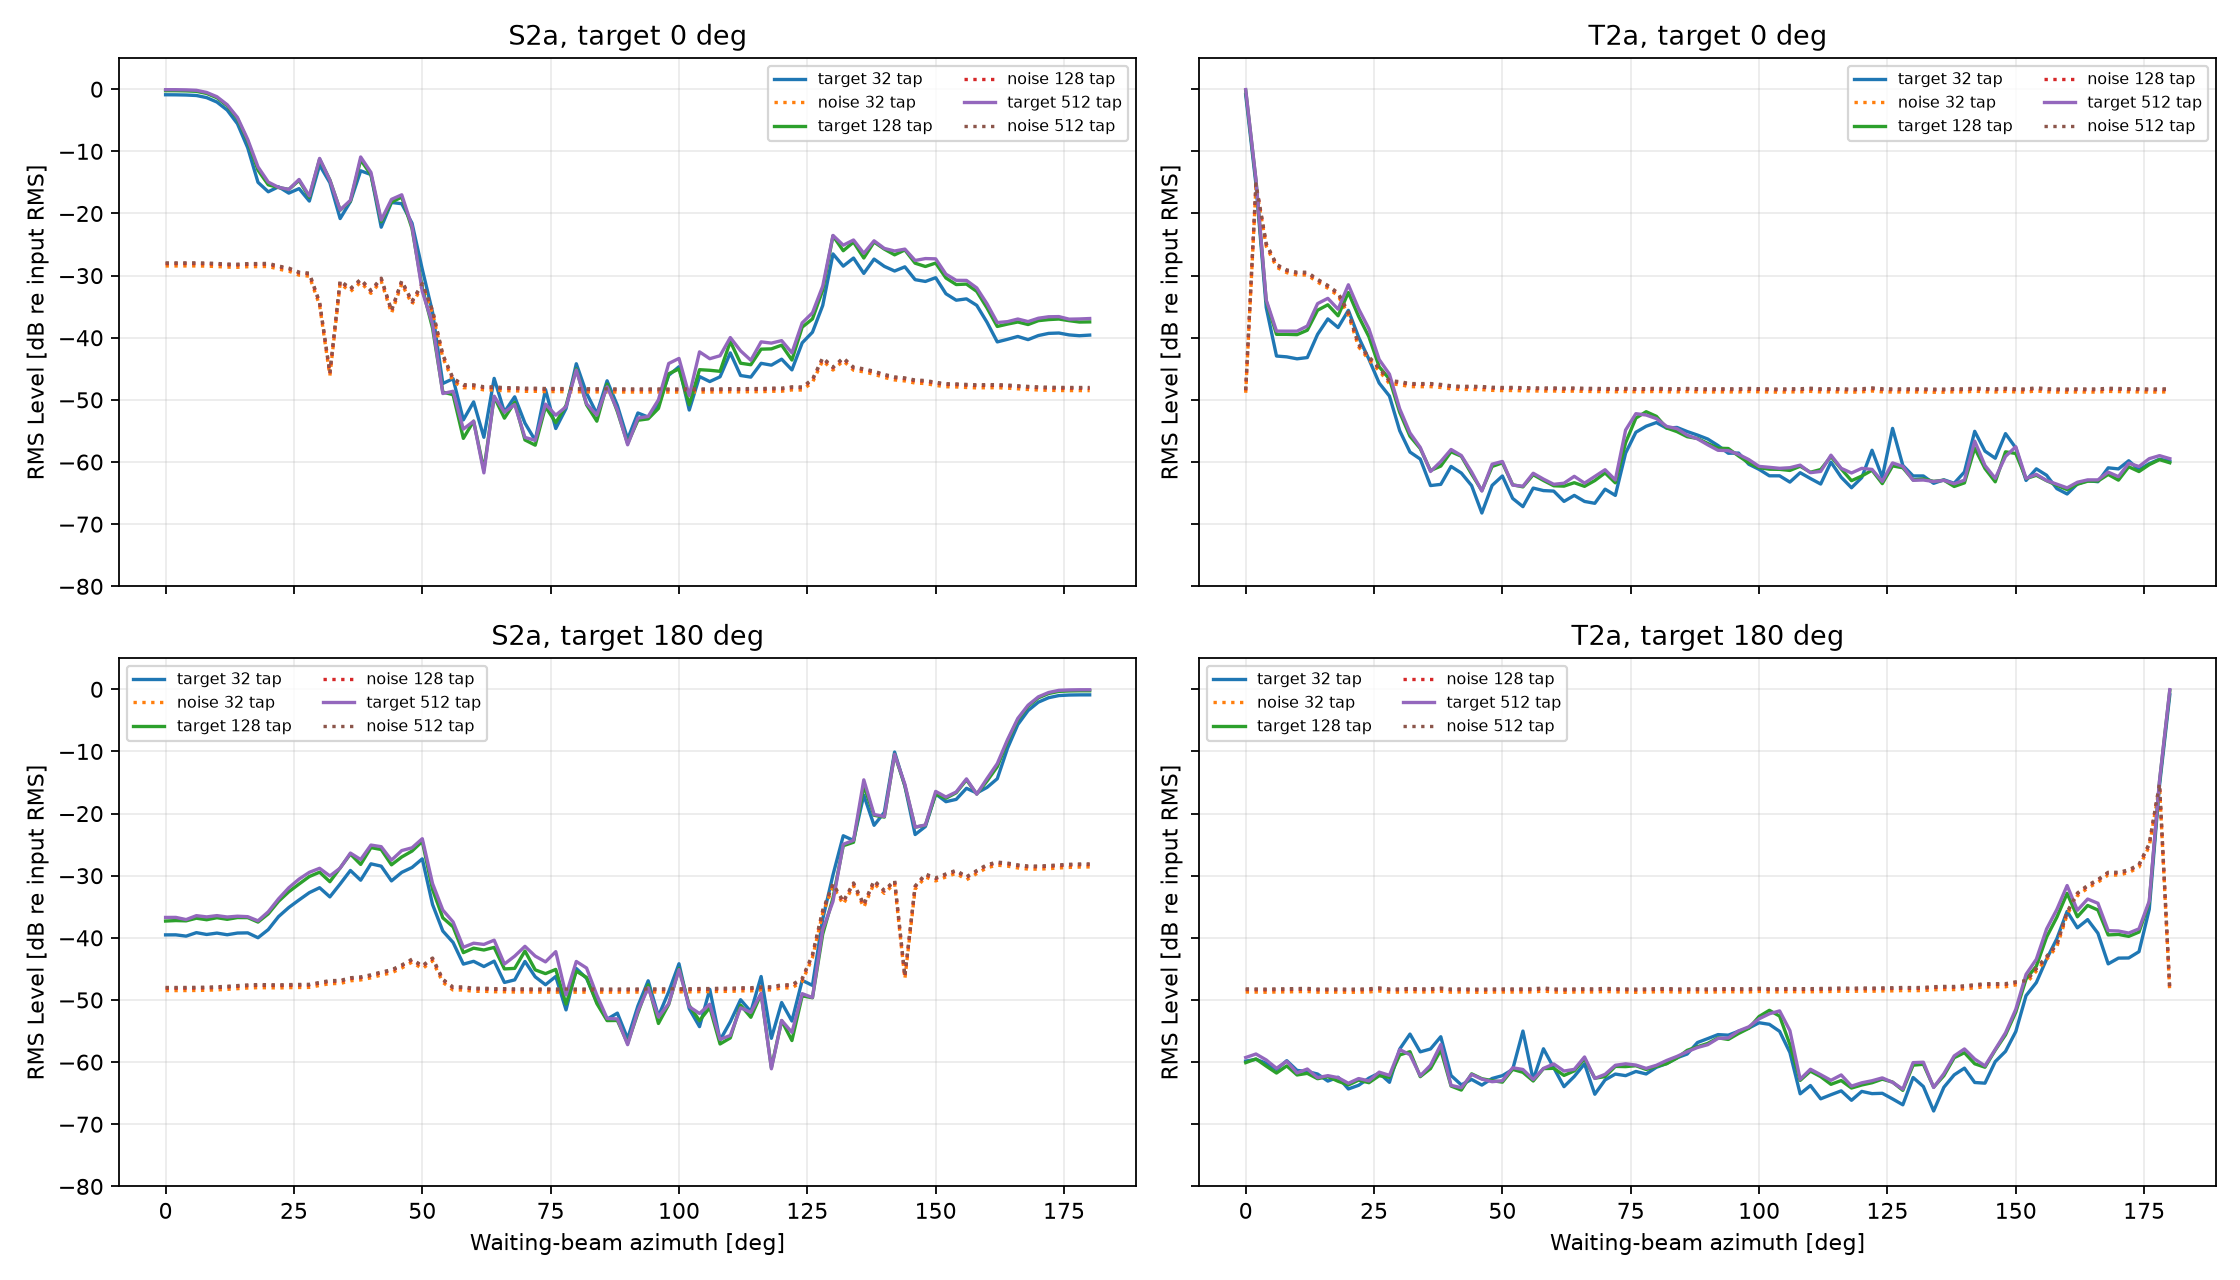 S2a, target 0 deg
T2a, target 0 deg
RMS Level [dB re input RMS]
0
−10
−20
−30
−40
−50
−60
−70
−80
target 32 tap
noise 32 tap
target 128 tap
noise 128 tap
target 512 tap
noise 512 tap
RMS Level [dB re input RMS]
target 32 tap
noise 32 tap
target 128 tap
noise 128 tap
target 512 tap
noise 512 tap
S2a, target 180 deg
T2a, target 180 deg
RMS Level [dB re input RMS]
0
−10
−20
−30
−40
−50
−60
−70
−80
target 32 tap
noise 32 tap
target 128 tap
noise 128 tap
target 512 tap
noise 512 tap
0 25 50 75 100 125 150 175
Waiting-beam azimuth [deg]
RMS Level [dB re input RMS]
target 32 tap
noise 32 tap
target 128 tap
noise 128 tap
target 512 tap
noise 512 tap
0 25 50 75 100 125 150 175
Waiting-beam azimuth [deg]